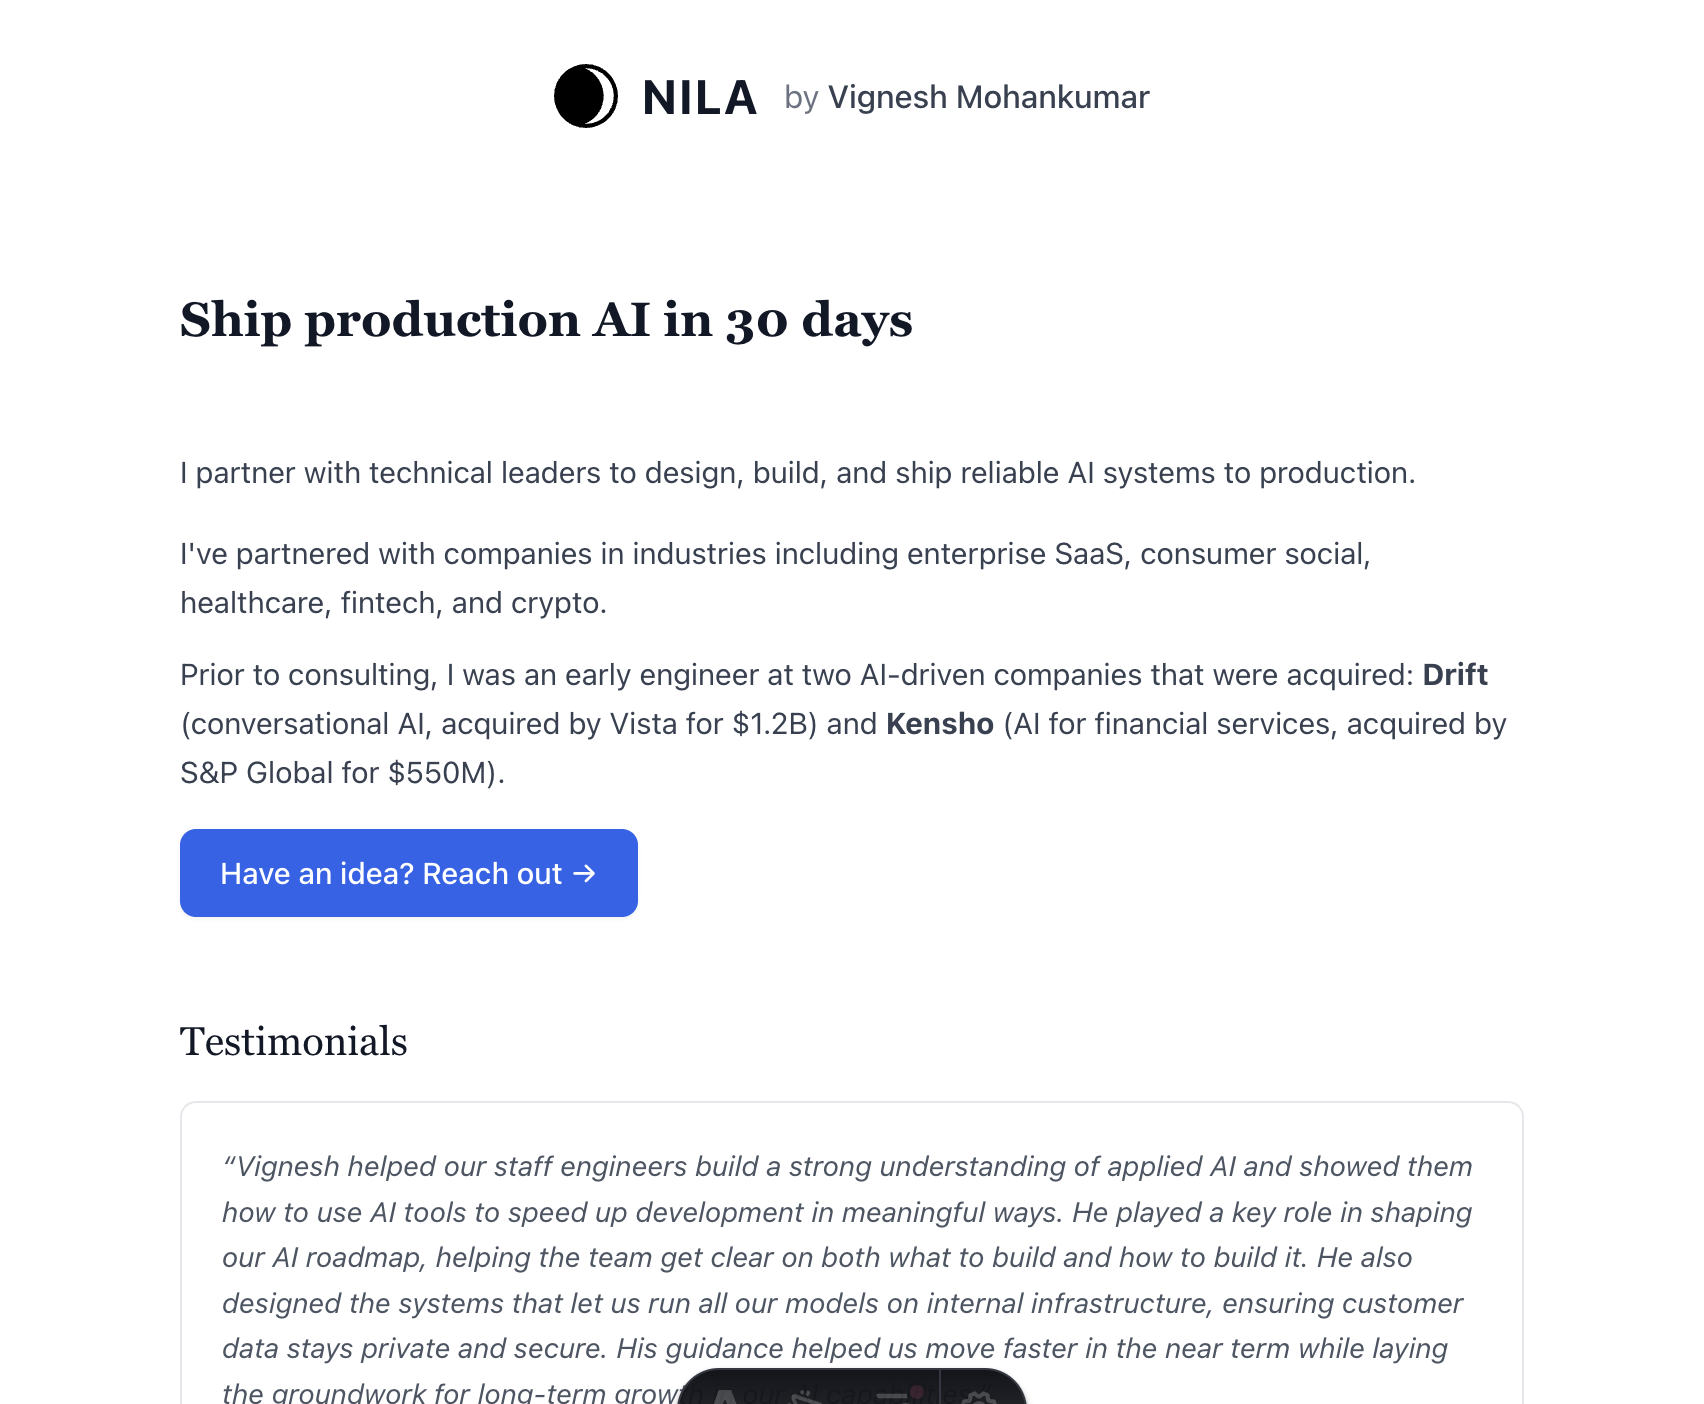 NILA by Vignesh Mohankumar
Ship production AI in 30 days
I partner with technical leaders to design, build, and ship reliable AI systems to production.
I've partnered with companies in industries including enterprise SaaS, consumer social,
healthcare, fintech, and crypto.
Prior to consulting, I was an early engineer at two AI-driven companies that were acquired: Drift
(conversational AI, acquired by Vista for $1.2B) and Kensho (AI for financial services, acquired by
S&P Global for $550M).
Have an idea? Reach out →
Testimonials
“Vignesh helped our staff engineers build a strong understanding of applied AI and showed them
how to use AI tools to speed up development in meaningful ways. He played a key role in shaping
our AI roadmap, helping the team get clear on both what to build and how to build it. He also
designed the systems that let us run all our models on internal infrastructure, ensuring customer
data stays private and secure. His guidance helped us move faster in the near term while laying
the groundwork for long-term growth